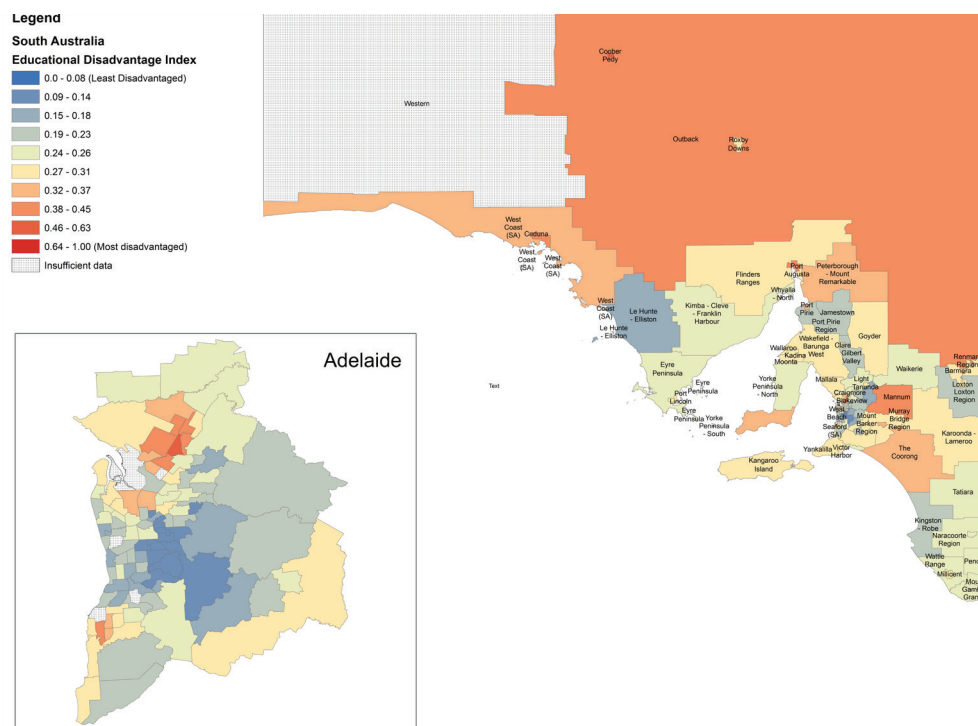 Legend
South Australia
Educational Disadvantage Index
0.0 - 0.08 (Least Disadvantaged)
0.09 - 0.14
0.15 - 0.18
0.19 - 0.23
0.24 - 0.26
0.27 - 0.31
0.32 - 0.37
0.38 - 0.45
0.46 - 0.63
0.64 - 1.00 (Most disadvantaged)
Insufficient data
Coober
Pedy
Western
Outback
Roxby
Downs
West
Coast
(SA)
Ceduna
West
Coast
(SA)
West
Coast (SA)
West
Coast (SA)
Le Hunte
- Elliston
Le Hunte
- Elliston
Kimba - Cleve
- Franklin
Harbour
Flinders
Ranges
Port
Augusta
Peterborough
- Mount
Remarkable
Whyalla
- North
Port
Pirie
Jamestown
Port Pirie
Region
Wakefield -
Barunga
West
Clare
Gilbert
Valley
Goyder
Wallaroo
Kadina
Moonta
Eyre
Peninsula
Port
Lincoln
Eyre
Peninsula
Eyre
Peninsula
Yorke
Peninsula
- South
Yorke
Peninsula
- North
Mallala
Light
Tanunda
Waikerie
Renmark
Region
Barmera
Loxton
Loxton
Region
Craigmore
- Blakeview
Mannum
West
Beach
Seaford
(SA)
Mount
Barker
Region
Murray
Bridge
Region
Karoonda -
Lameroo
Yankalilla
Victor
Harbor
The
Coorong
Kangaroo
Island
Tatiara
Kingston
- Robe
Naracoorte
Region
Wattle
Range
Millicent
Text
Adelaide